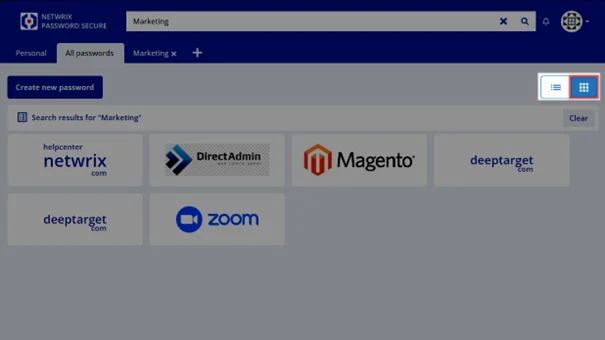 NETWRIX
PASSWORD SECURE
Marketing
Personal
All passwords
Marketing
Create new password
Search results for "Marketing"
Clear
helpcenter
netwrix
com
DirectAdmin
web control panel
Magento
deeptarget
com
deeptarget
com
zoom